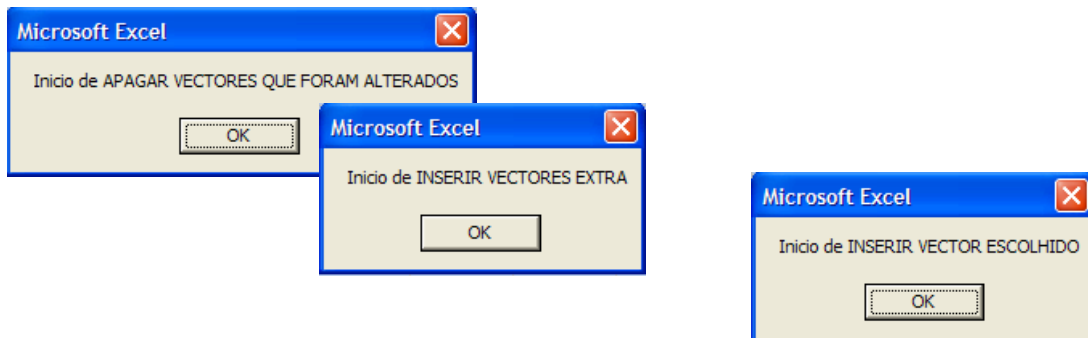 Microsoft Excel
Inicio de APAGAR VECTORES QUE FORAM ALTERADOS
OK
Microsoft Excel
Inicio de INSERIR VECTORES EXTRA
OK
Microsoft Excel
Inicio de INSERIR VECTOR ESCOLHIDO
OK